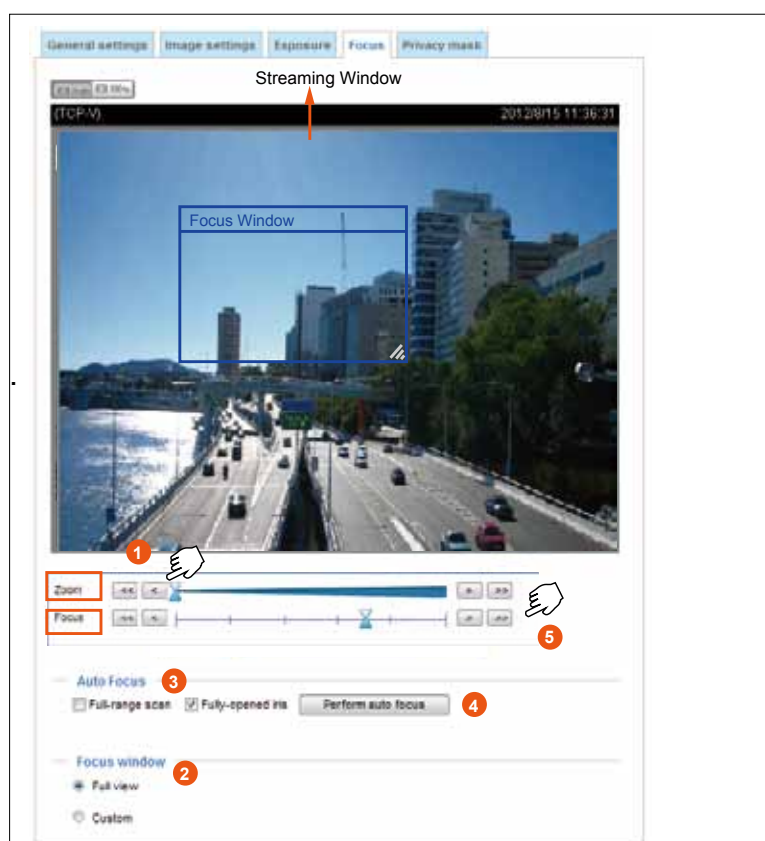 General settings Image settings Exposure Focus Privacy mask
Streaming Window
(TCP-V) 2012/8/15 11:36:31
Focus Window
1
Zoom << < > >>
Focus << < > >>
5
Auto Focus 3
Full-range scan Fully-opened iris Perform auto focus 4
Focus window
2
Full view
Custom